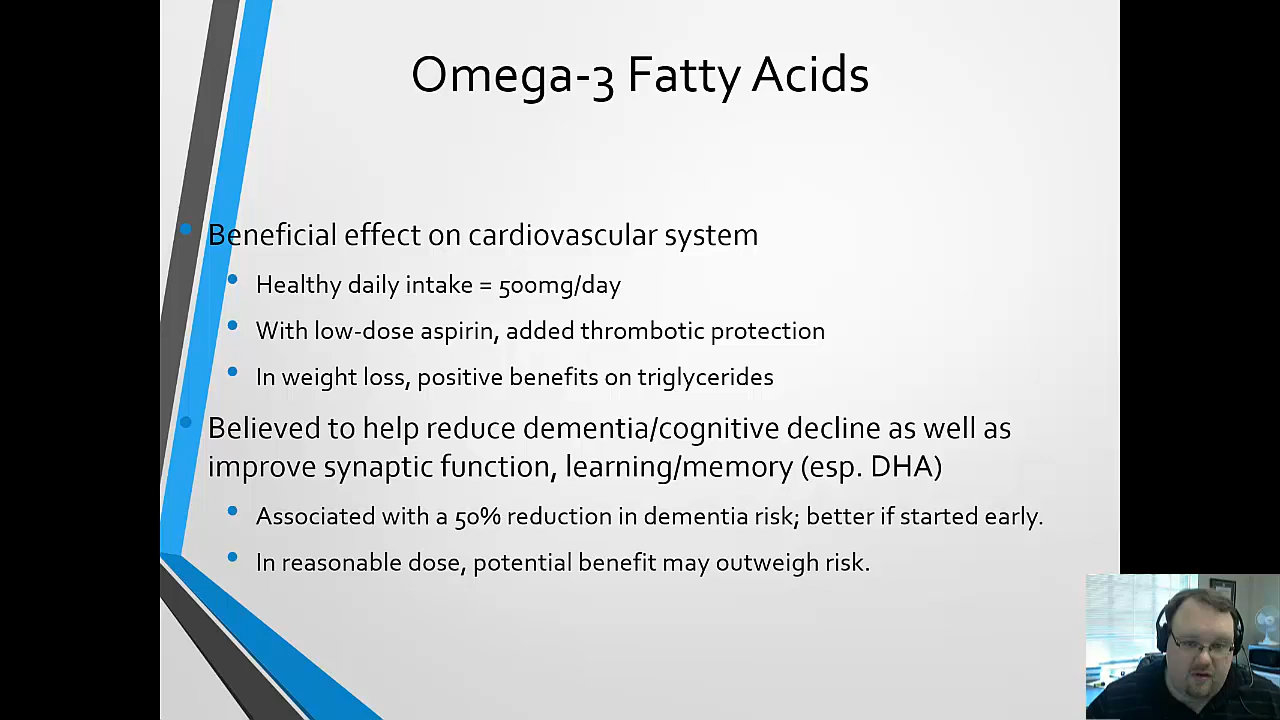 Omega-3 Fatty Acids
Beneficial effect on cardiovascular system
Healthy daily intake = 500mg/day
With low-dose aspirin, added thrombotic protection
In weight loss, positive benefits on triglycerides
Believed to help reduce dementia/cognitive decline as well as
improve synaptic function, learning/memory (esp. DHA)
Associated with a 50% reduction in dementia risk; better if started early.
In reasonable dose, potential benefit may outweigh risk.